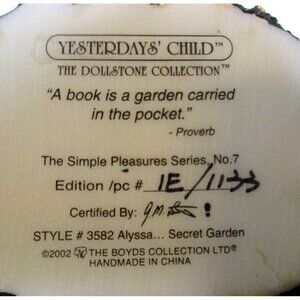 YESTERDAYS' CHILD™
THE DOLLSTONE COLLECTION™
"A book is a garden carried
in the pocket."
- Proverb
The Simple Pleasures Series, No.7
Edition /pc # 1E/1133
Certified By:
STYLE # 3582 Alyssa... Secret Garden
©2002 THE BOYDS COLLECTION LTD®
HANDMADE IN CHINA